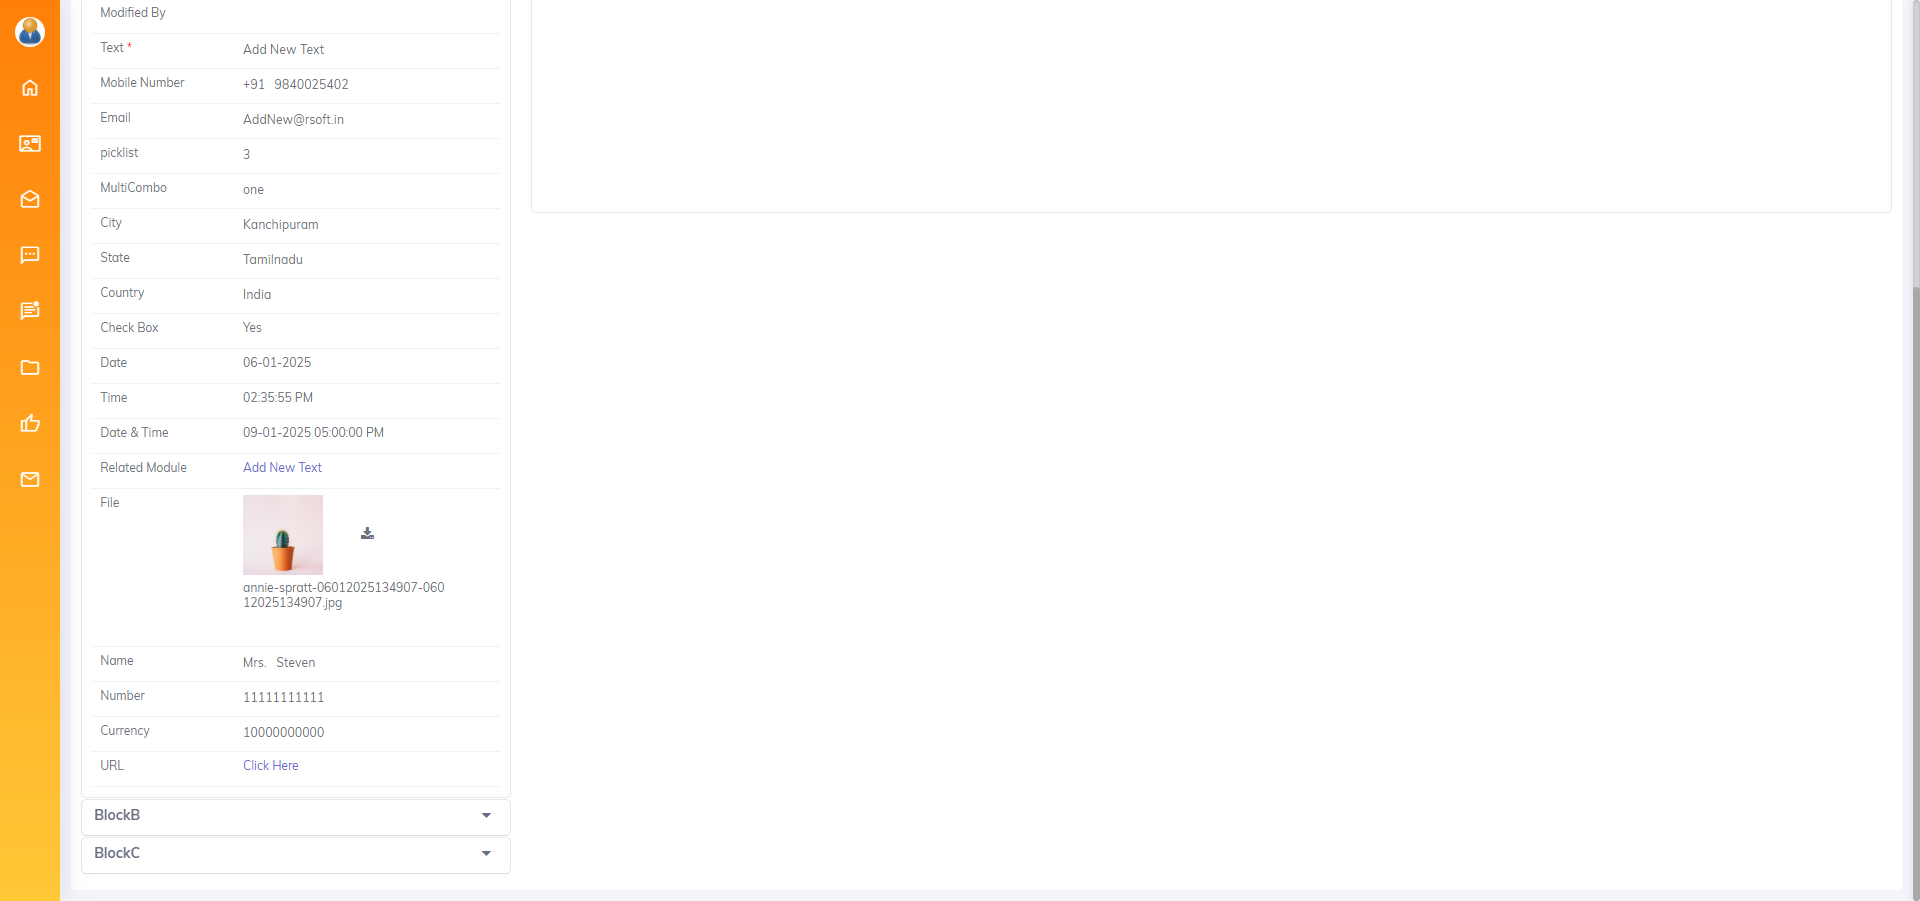 Modified By
Text * Add New Text
Mobile Number +91 9840025402
Email AddNew@rsoft.in
picklist 3
MultiCombo one
City Kanchipuram
State Tamilnadu
Country India
Check Box Yes
Date 06-01-2025
Time 02:35:55 PM
Date & Time 09-01-2025 05:00:00 PM
Related Module Add New Text
File
annie-spratt-06012025134907-060
12025134907.jpg
Name Mrs. Steven
Number 11111111111
Currency 10000000000
URL Click Here
BlockB
BlockC